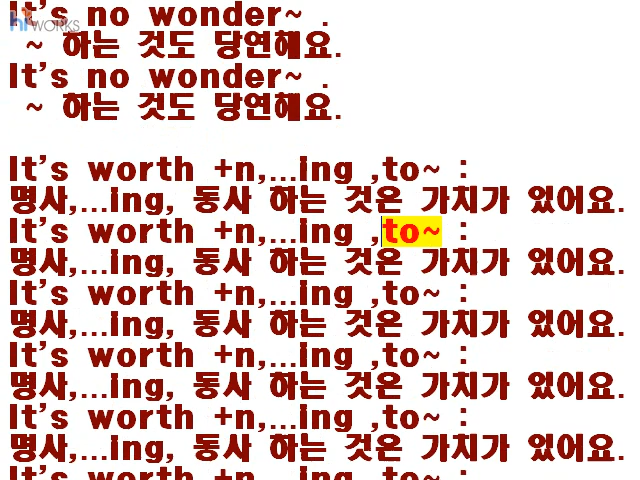 It's no wonder~ .
hiworks
~ 하는 것도 당연해요.
It's no wonder~ .
~ 하는 것도 당연해요.
It's worth +n,...ing ,to~ :
명사,...ing, 동사 하는 것은 가치가 있어요.
It's worth +n,...ing ,to~ :
명사,...ing, 동사 하는 것은 가치가 있어요.
It's worth +n,...ing ,to~ :
명사,...ing, 동사 하는 것은 가치가 있어요.
It's worth +n,...ing ,to~ :
명사,...ing, 동사 하는 것은 가치가 있어요.
It's worth +n,...ing ,to~ :
명사,...ing, 동사 하는 것은 가치가 있어요.
It's worth +n,...ing ,to~ :